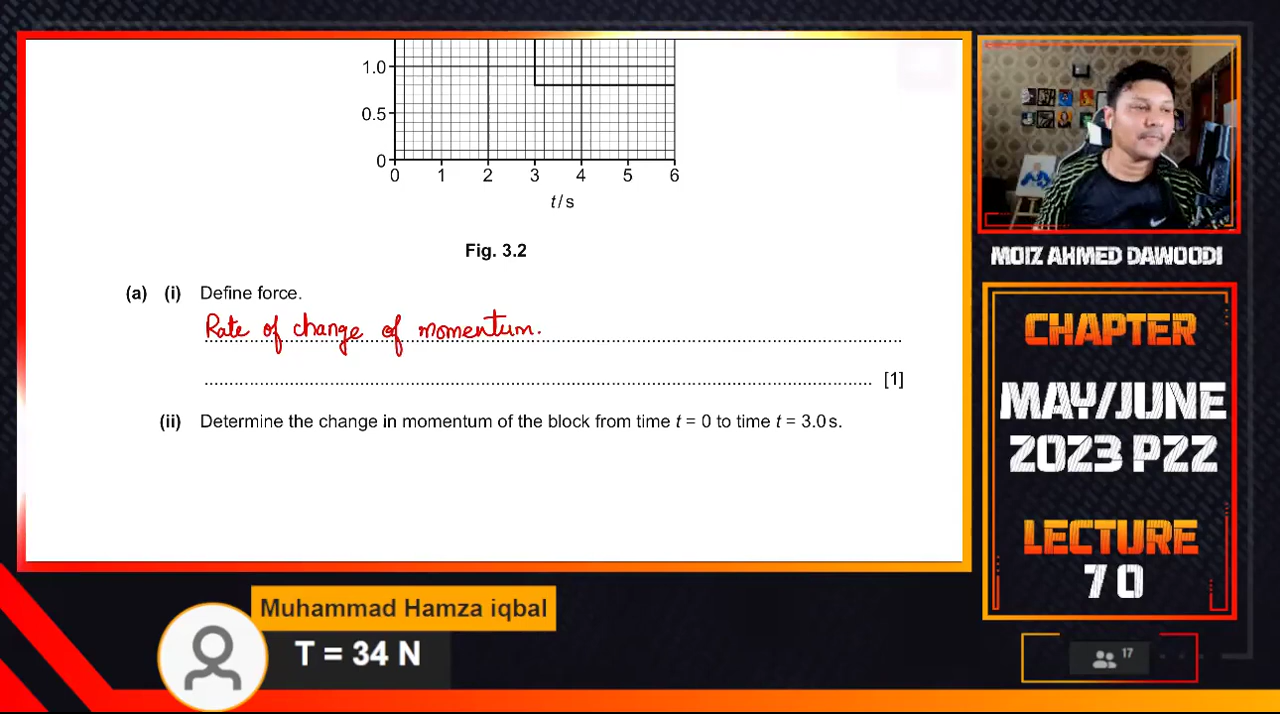 1.0
0.5
0
0 1 2 3 4 5 6
t/s
Fig. 3.2
(a) (i) Define force.
Rate of change of momentum.
[1]
(ii) Determine the change in momentum of the block from time t = 0 to time t = 3.0 s.
MOIZ AHMED DAWOODI
CHAPTER
MAY/JUNE
2023 P22
LECTURE
70
Muhammad Hamza iqbal
T = 34 N
17